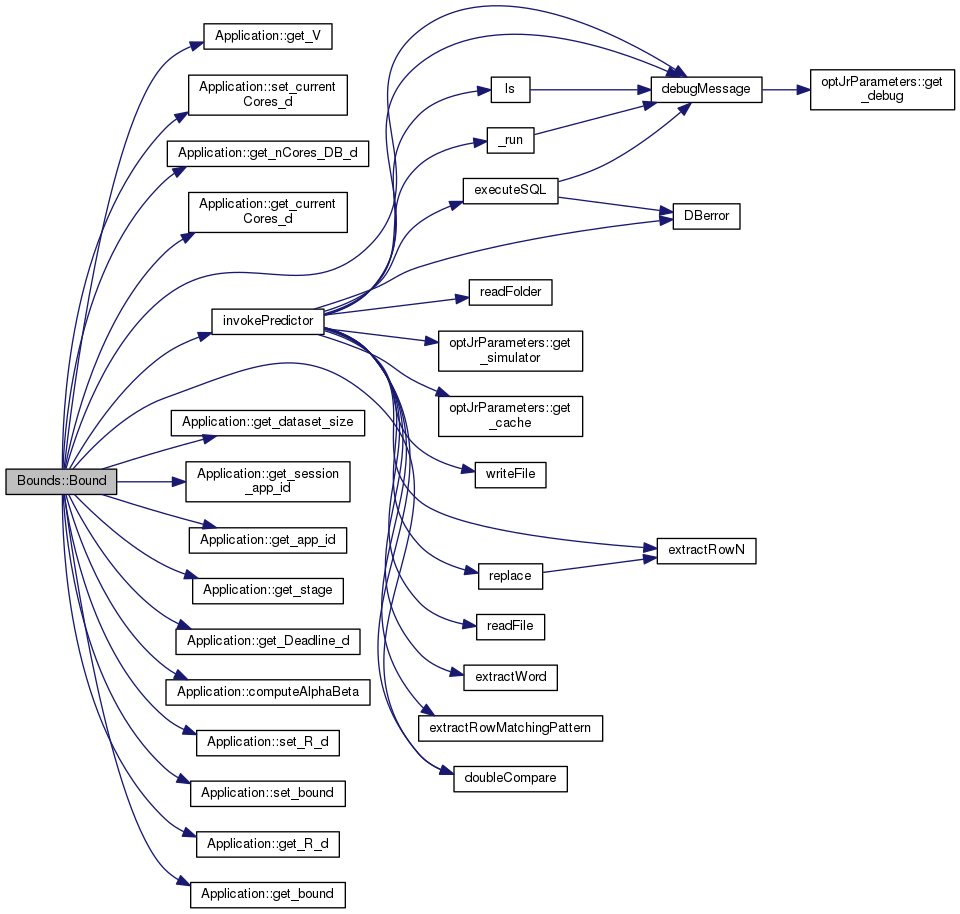 Bounds::Bound
Application::get_V
Application::set_current
Cores_d
Application::get_nCores_DB_d
Application::get_current
Cores_d
invokePredictor
Application::get_dataset_size
Application::get_session
_app_id
Application::get_app_id
Application::get_stage
Application::get_Deadline_d
Application::computeAlphaBeta
Application::set_R_d
Application::set_bound
Application::get_R_d
Application::get_bound
ls
_run
executeSQL
readFolder
optJrParameters::get
_simulator
optJrParameters::get
_cache
writeFile
replace
readFile
extractWord
extractRowMatchingPattern
doubleCompare
debugMessage
DBerror
extractRowN
optJrParameters::get
_debug